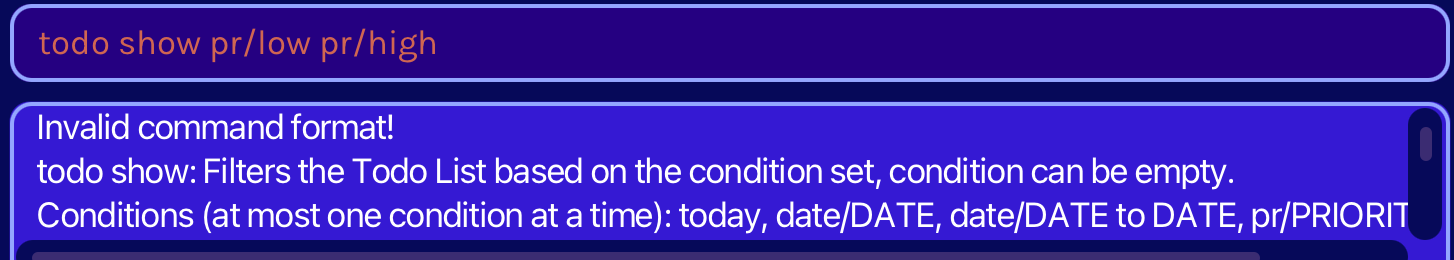 todo show pr/low pr/high
Invalid command format!
todo show: Filters the Todo List based on the condition set, condition can be empty.
Conditions (at most one condition at a time): today, date/DATE, date/DATE to DATE, pr/PRIORIT